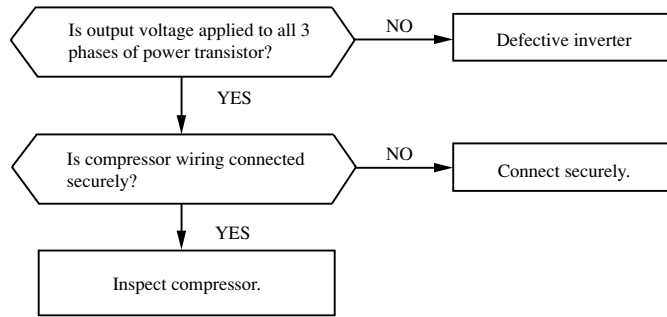 Is output voltage applied to all 3
phases of power transistor?
NO
Defective inverter
YES
Is compressor wiring connected
securely?
NO
Connect securely.
YES
Inspect compressor.